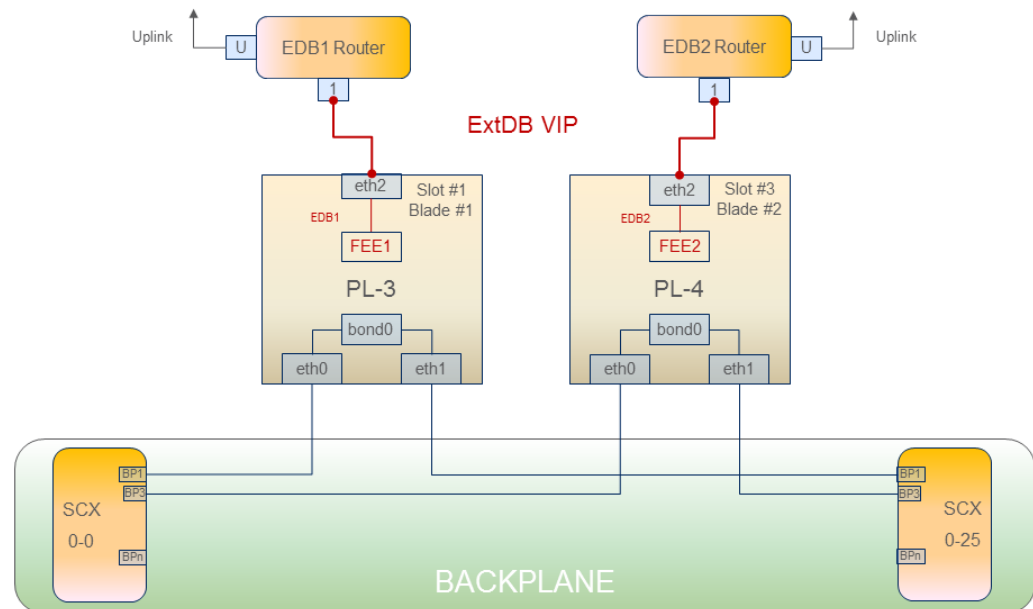 Uplink
U
EDB1 Router
1
EDB2 Router
U
Uplink
1
ExtDB VIP
eth2
Slot #1
Blade #1
EDB1
FEE1
PL-3
bond0
eth0
eth1
eth2
Slot #3
Blade #2
EDB2
FEE2
PL-4
bond0
eth0
eth1
BP1
BP3
SCX
0-0
BPn
BP1
BP3
SCX
0-25
BPn
BACKPLANE